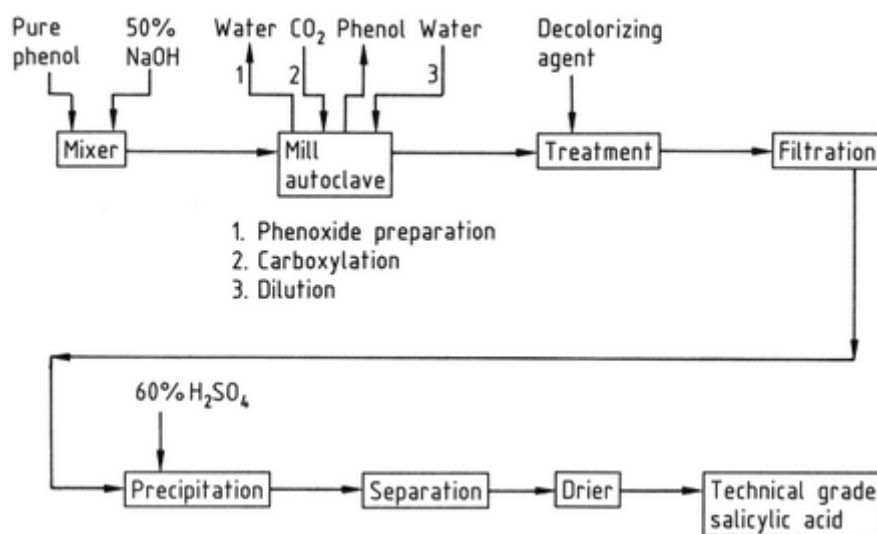 Pure phenol
50% NaOH
Water CO₂ Phenol Water
1 2 3
Decolorizing agent
Mixer
Mill autoclave
Treatment
Filtration
1. Phenoxide preparation
2. Carboxylation
3. Dilution
60% H₂SO₄
Precipitation
Separation
Drier
Technical grade
salicylic acid